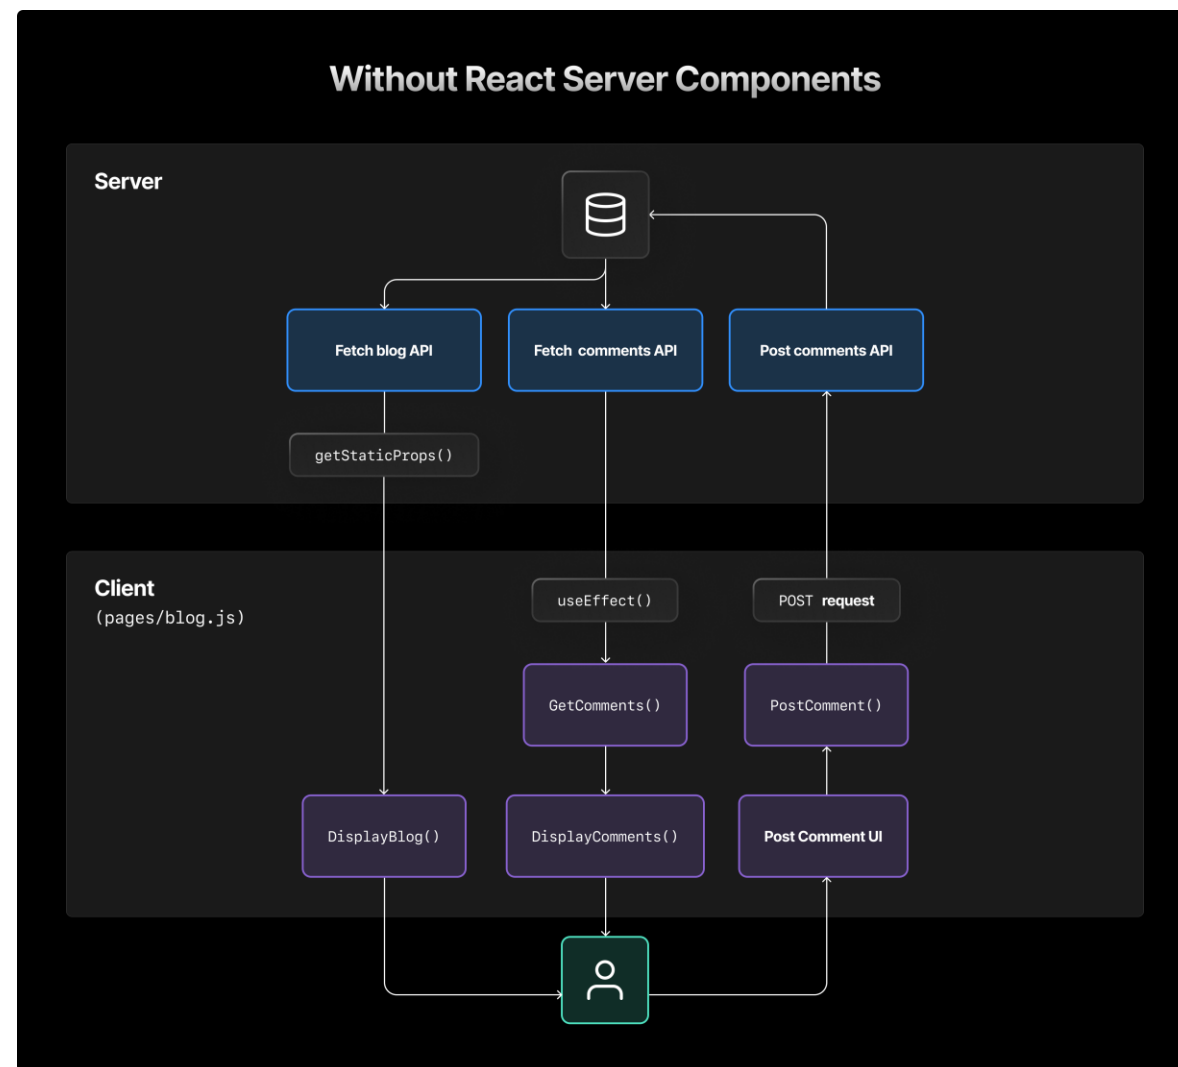 Without React Server Components
Server
Fetch blog API
Fetch comments API
Post comments API
getStaticProps()
Client
(pages/blog.js)
useEffect()
POST request
GetComments()
PostComment()
DisplayBlog()
DisplayComments()
Post Comment UI